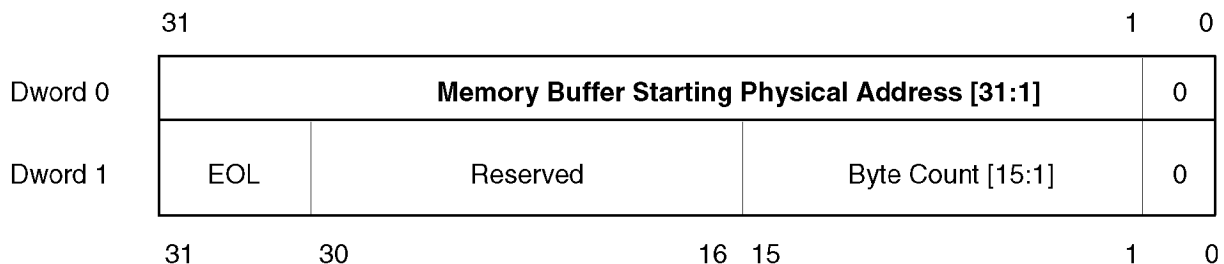 31 1 0
Dword 0 Memory Buffer Starting Physical Address [31:1] 0
Dword 1 EOL Reserved Byte Count [15:1] 0
31 30 16 15 1 0